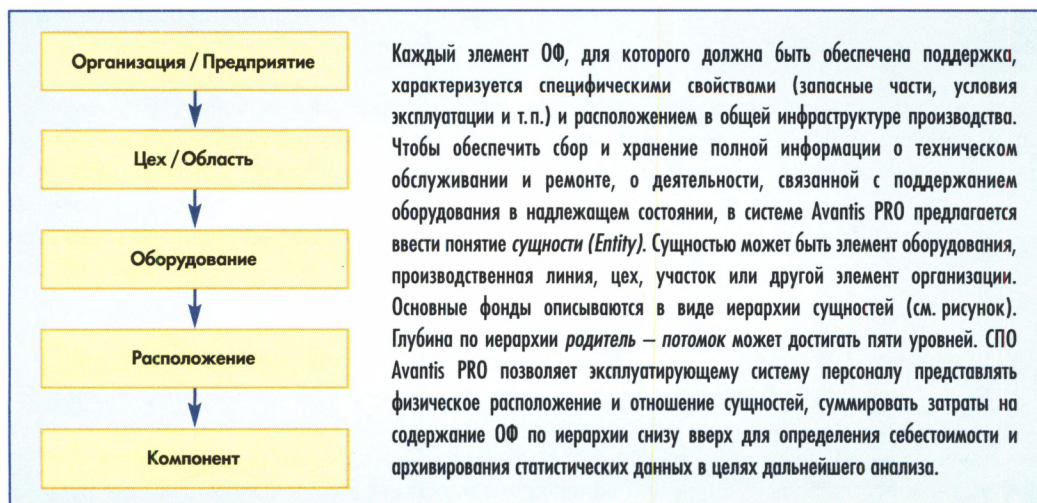 Организация / Предприятие
Цех / Область
Оборудование
Расположение
Компонент
Каждый элемент ОФ, для которого должна быть обеспечена поддержка,
характеризуется специфическими свойствами (запасные части, условия
эксплуатации и т.п.) и расположением в общей инфраструктуре производства.
Чтобы обеспечить сбор и хранение полной информации о техническом
обслуживании и ремонте, о деятельности, связанной с поддержанием
оборудования в надлежащем состоянии, в системе Avantis PRO предлагается
ввести понятие сущности (Entity). Сущностью может быть элемент оборудования,
производственная линия, цех, участок или другой элемент организации.
Основные фонды описываются в виде иерархии сущностей (см. рисунок).
Глубина по иерархии родитель – потомок может достигать пяти уровней. СПО
Avantis PRO позволяет эксплуатирующему систему персоналу представлять
физическое расположение и отношение сущностей, суммировать затраты на
содержание ОФ по иерархии снизу вверх для определения себестоимости и
архивирования статистических данных в целях дальнейшего анализа.